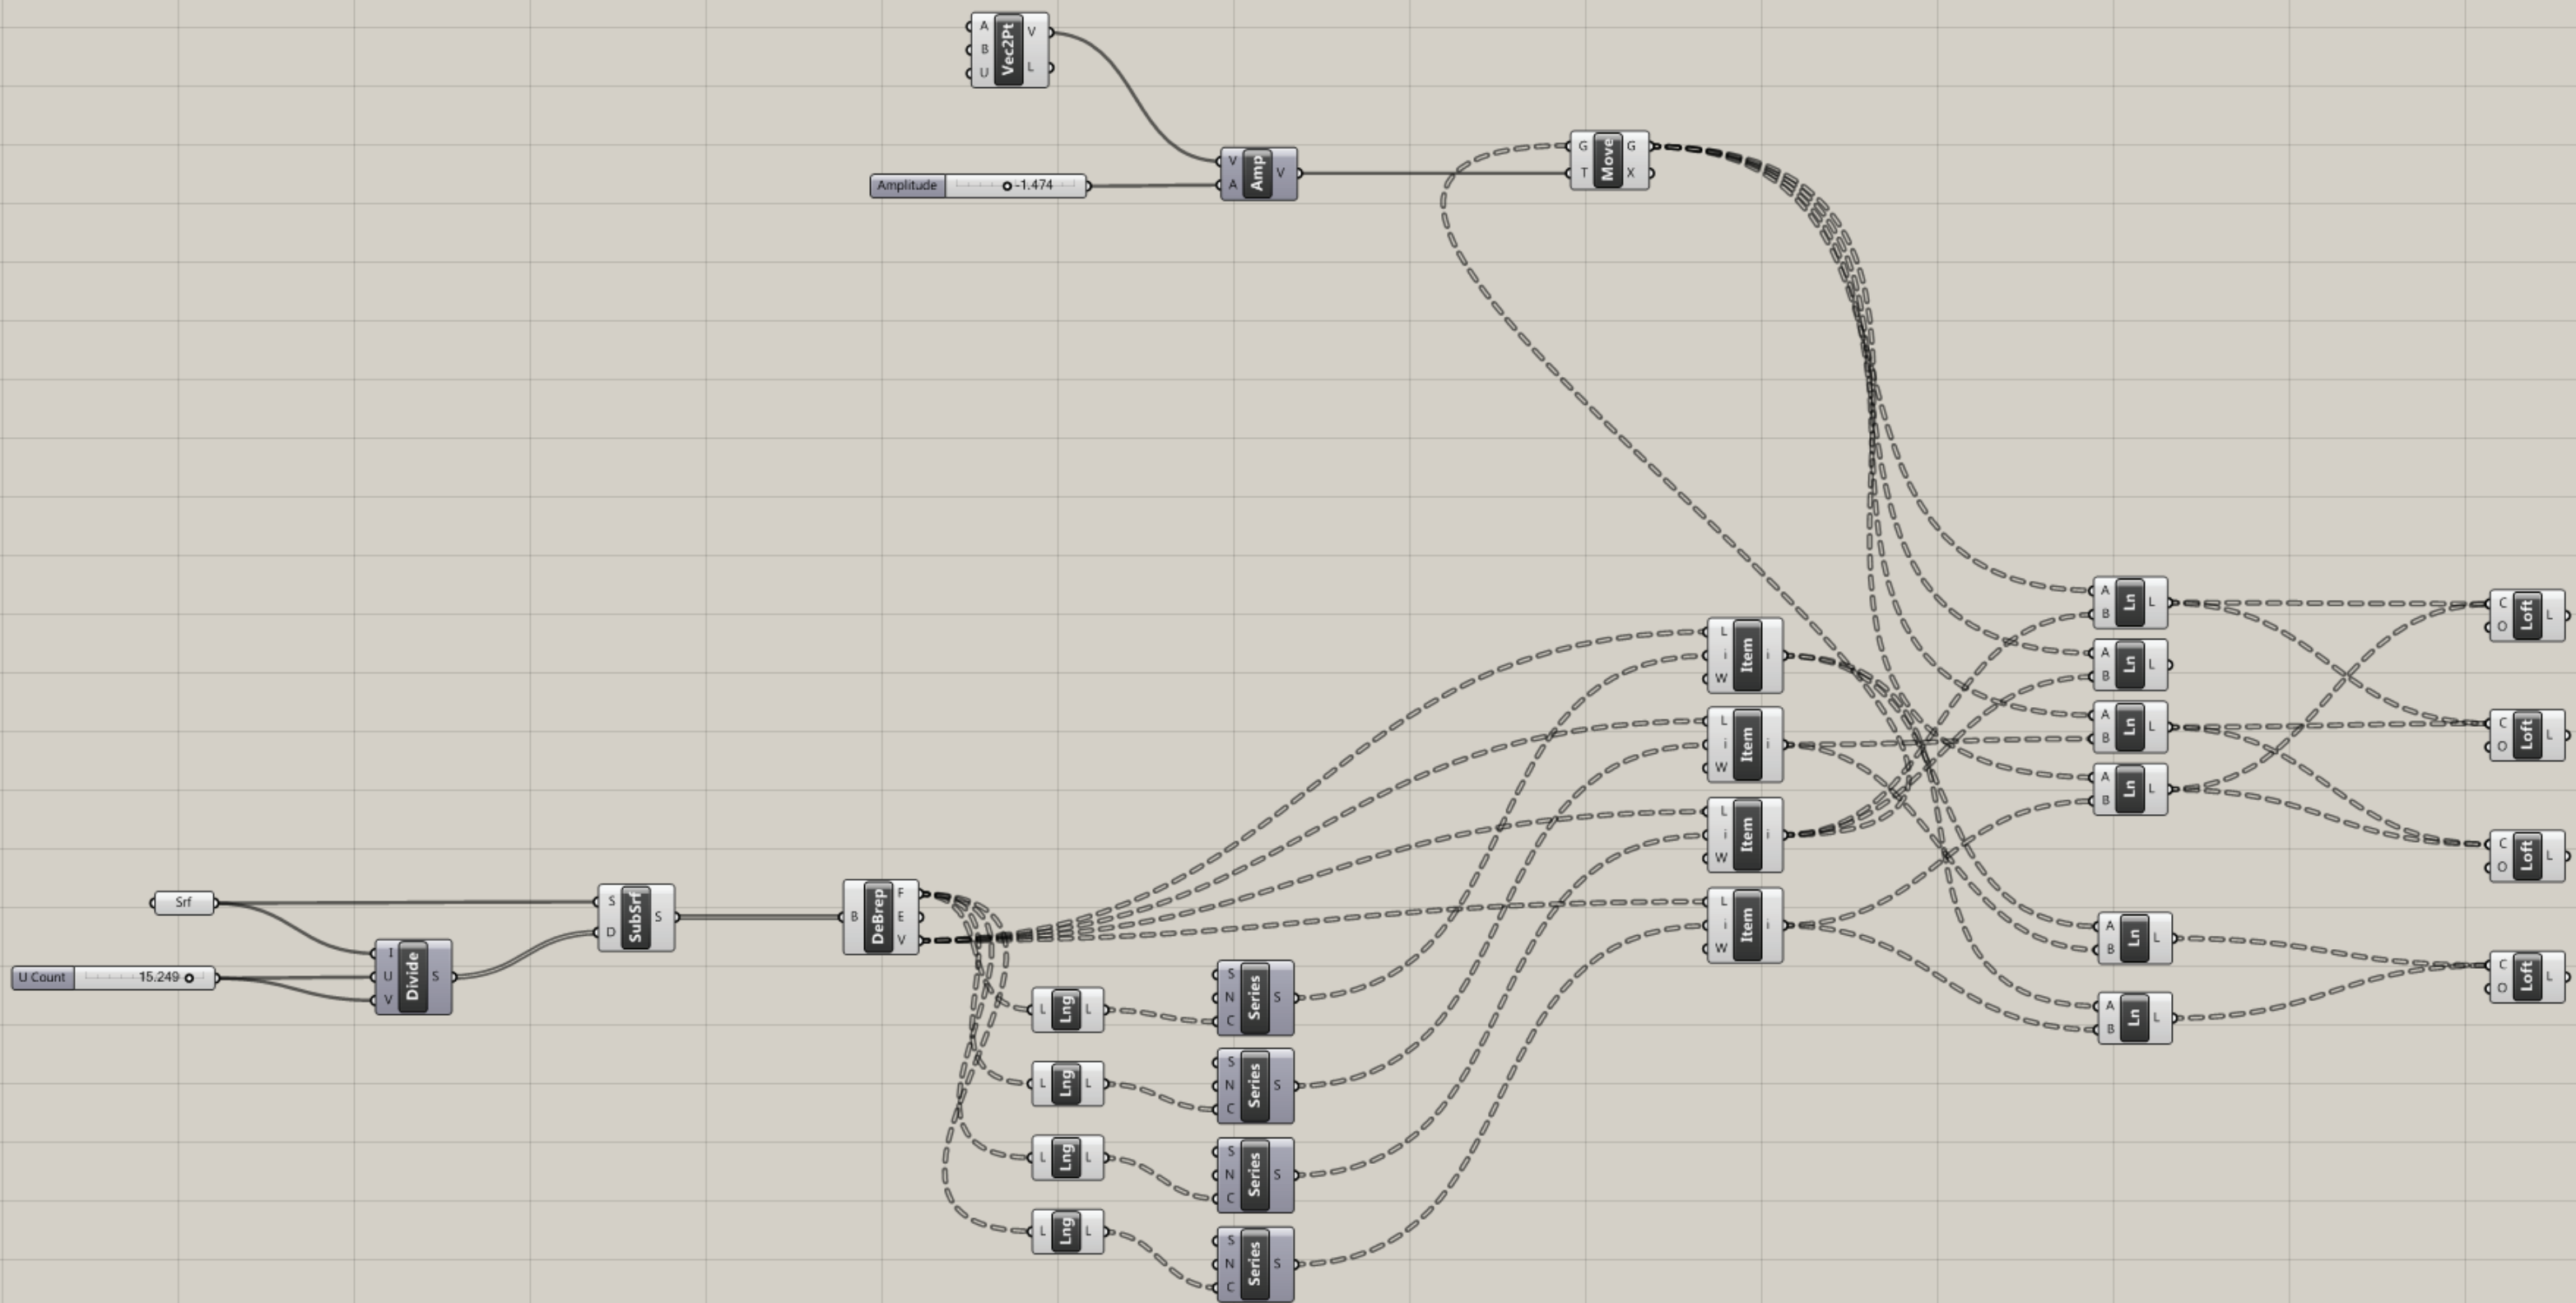 A
B
U
Vec2Pt
V
L
Amplitude
-1.474
V
A
Amp
V
G
T
Move
G
X
Srf
U Count
15.249
I
U
V
Divide
S
S
D
SubSrf
S
B
DeBrep
F
E
V
L
Lng
L
L
Lng
L
L
Lng
L
L
Lng
L
S
N
C
Series
S
S
N
C
Series
S
S
N
C
Series
S
S
N
C
Series
S
L
i
W
Item
i
L
i
W
Item
i
L
i
W
Item
i
L
i
W
Item
i
A
B
Ln
L
A
B
Ln
L
A
B
Ln
L
A
B
Ln
L
A
B
Ln
L
A
B
Ln
L
C
O
Loft
L
C
O
Loft
L
C
O
Loft
L
C
O
Loft
L